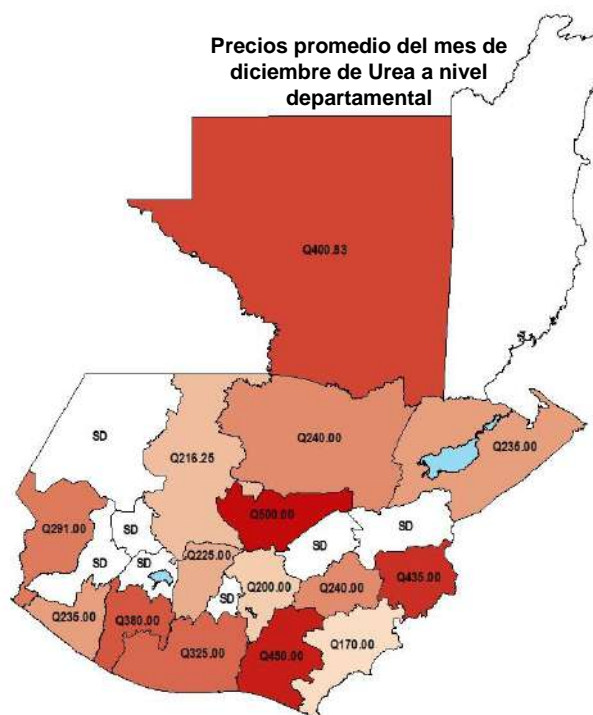 Precios promedio del mes de
diciembre de Urea a nivel
departamental
Q400.83
SD
Q216.25
Q240.00
Q235.00
Q291.00
SD
Q500.00
SD
SD
SD
SD
Q225.00
Q435.00
Q235.00
Q380.00
SD
Q200.00
Q240.00
Q325.00
Q450.00
Q170.00